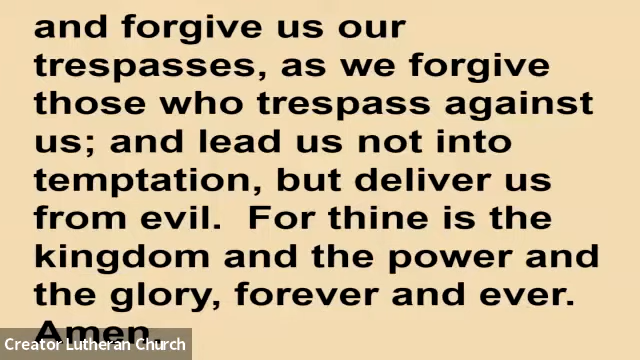 and forgive us our
trespasses, as we forgive
those who trespass against
us; and lead us not into
temptation, but deliver us
from evil.  For thine is the
kingdom and the power and
the glory, forever and ever.
Amen.
Creator Lutheran Church